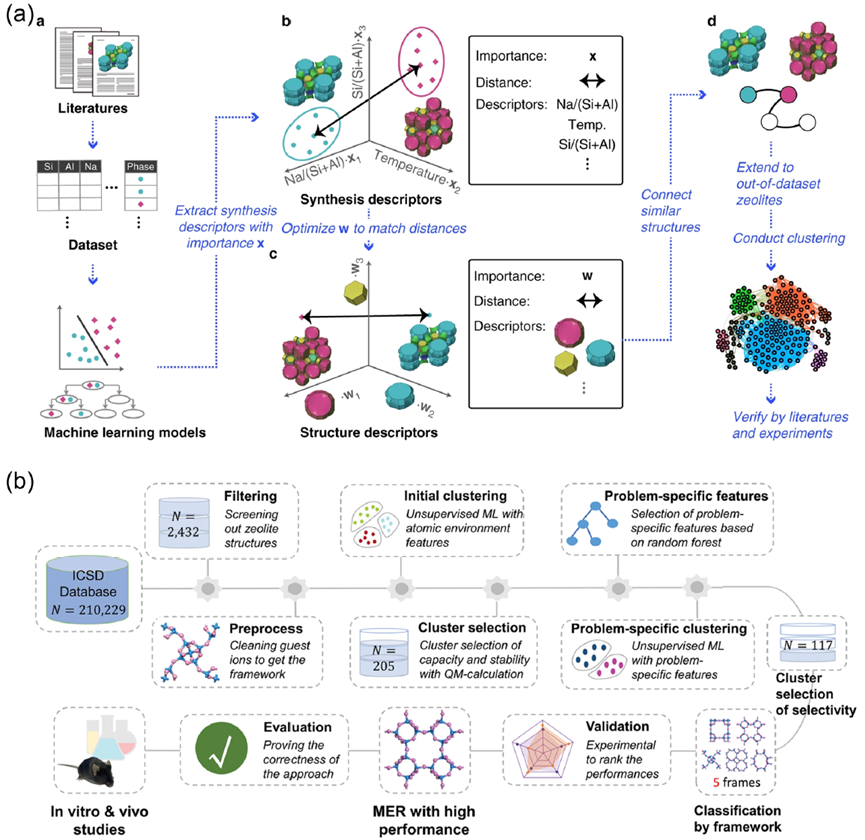 (a)
a
Literatures
Si Al Na ... Phase
Dataset
Machine learning models
Extract synthesis
descriptors with
importance x
b
Si/(Si+Al)·x3
Na/(Si+Al)·x1
Temperature·x2
Synthesis descriptors
Importance: x
Distance:
Descriptors: Na/(Si+Al)
Temp.
Si/(Si+Al)
Optimize w to match distances
c
·w3
·w1
·w2
Structure descriptors
Importance: w
Distance:
Descriptors:
Connect
similar
structures
d
Extend to
out-of-dataset
zeolites
Conduct clustering
Verify by literatures
and experiments
(b)
ICSD
Database
N = 210,229
Filtering
N =
2,432
Screening
out zeolite
structures
Preprocess
Cleaning guest
ions to get the
framework
Initial clustering
Unsupervised ML with
atomic environment
features
Cluster selection
N =
205
Cluster selection of
capacity and stability
with QM-calculation
Problem-specific features
Selection of problem-
specific features based
on random forest
Problem-specific clustering
Unsupervised ML
with problem-
specific features
N = 117
Cluster
selection of
selectivity
5 frames
Classification
by framework
Validation
Experimental
to rank the
performances
MER with high
performance
Evaluation
Proving the
correctness of
the approach
In vitro & vivo
studies